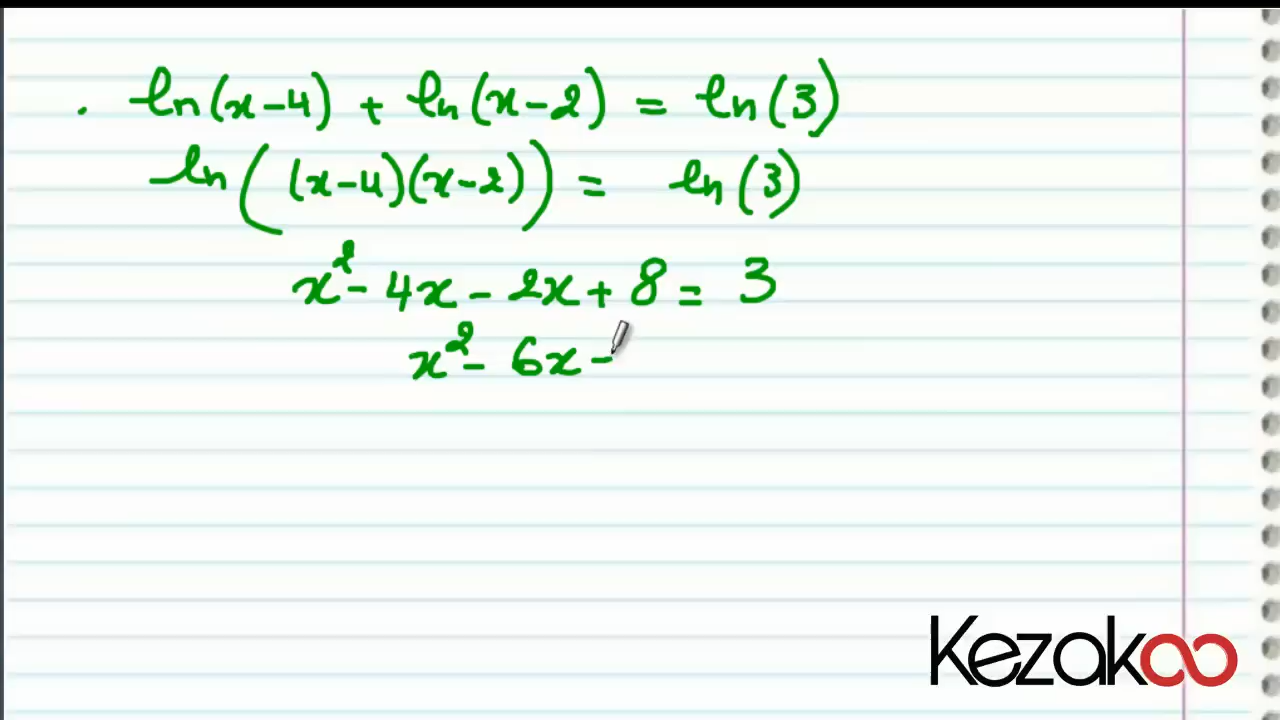 . ln(x-4) + ln(x-2) = ln(3)
ln((x-4)(x-2)) = ln(3)
x² - 4x - 2x + 8 = 3
x² - 6x -
Kezakoo